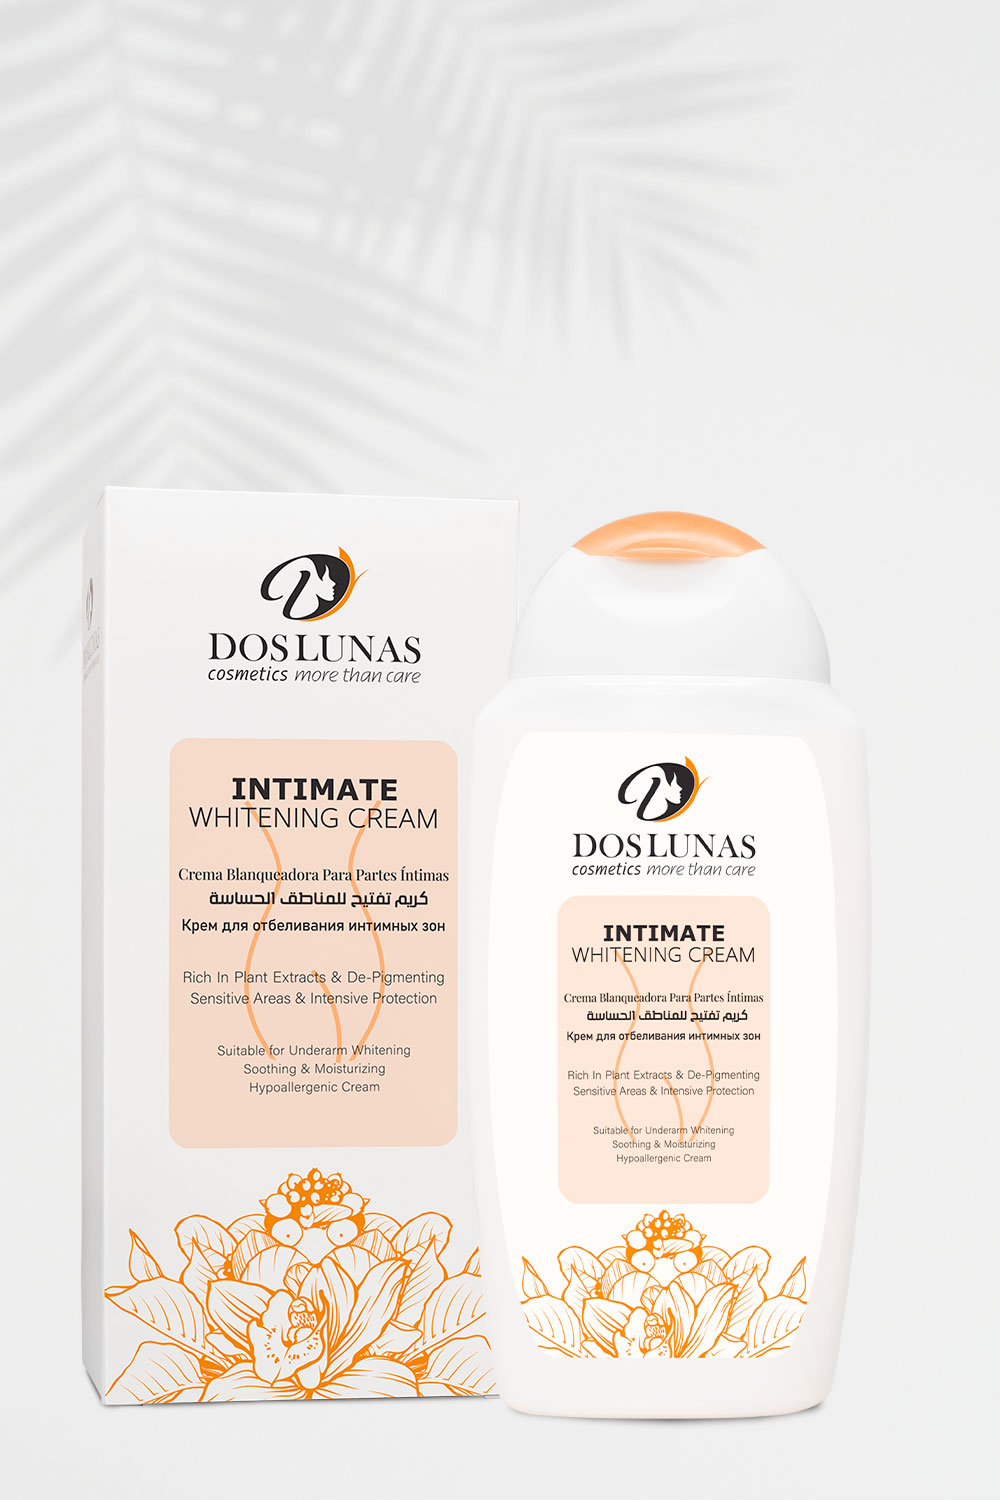 DOS LUNAS
cosmetics more than care
INTIMATE
WHITENING CREAM
Crema Blanqueadora Para Partes Íntimas
كريم تفتيح للمناطق الحساسة
Крем для отбеливания интимных зон
Rich In Plant Extracts & De-Pigmenting
Sensitive Areas & Intensive Protection
Suitable for Underarm Whitening
Soothing & Moisturizing
Hypoallergenic Cream
DOS LUNAS
cosmetics more than care
INTIMATE
WHITENING CREAM
Crema Blanqueadora Para Partes Íntimas
كريم تفتيح للمناطق الحساسة
Крем для отбеливания интимных зон
Rich In Plant Extracts & De-Pigmenting
Sensitive Areas & Intensive Protection
Suitable for Underarm Whitening
Soothing & Moisturizing
Hypoallergenic Cream